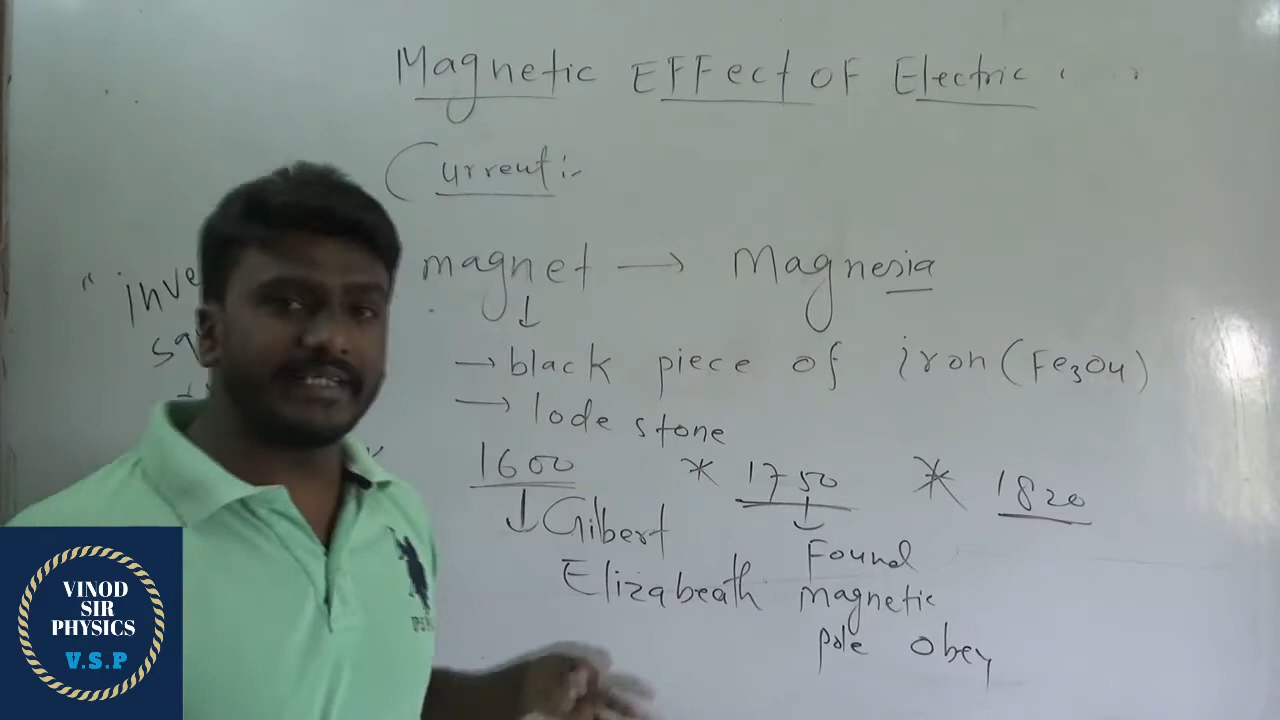 Magnetic EFFect OF Electric
Current:-
magnet → Magnesia
↓
→ black piece of iron (Fe3O4)
→ lode stone
1600 * 1750 * 1820
↓ Gilbert ↓
Elizabeath
Found
magnetic
pole obey
VINOD
SIR
PHYSICS
V.S.P